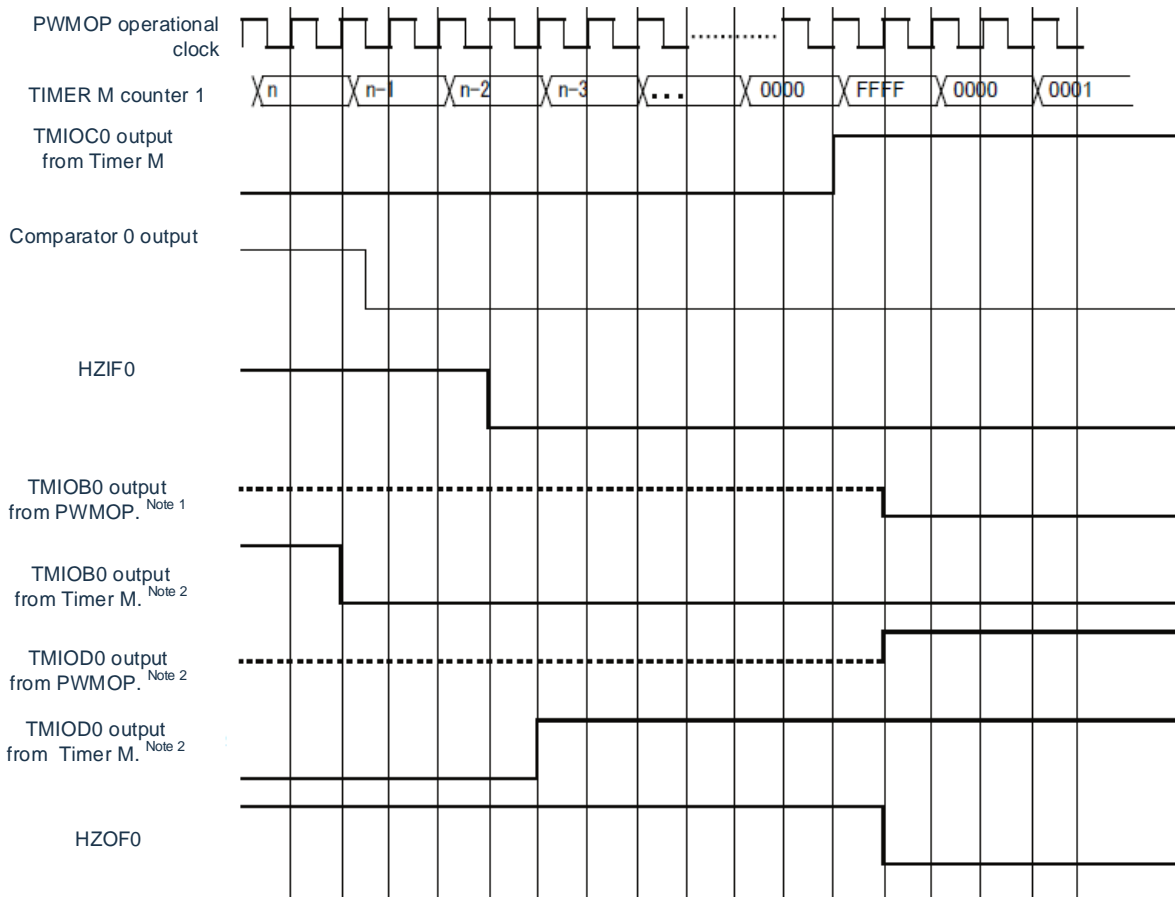 PWMOP operational
clock
TIMER M counter 1
n n-1 n-2 n-3 ... 0000 FFFF 0000 0001
TMIOC0 output
from Timer M
Comparator 0 output
HZIF0
TMIOB0 output
from PWMOP. Note 1
TMIOB0 output
from Timer M. Note 2
TMIOD0 output
from PWMOP. Note 2
TMIOD0 output
from Timer M. Note 2
HZOF0